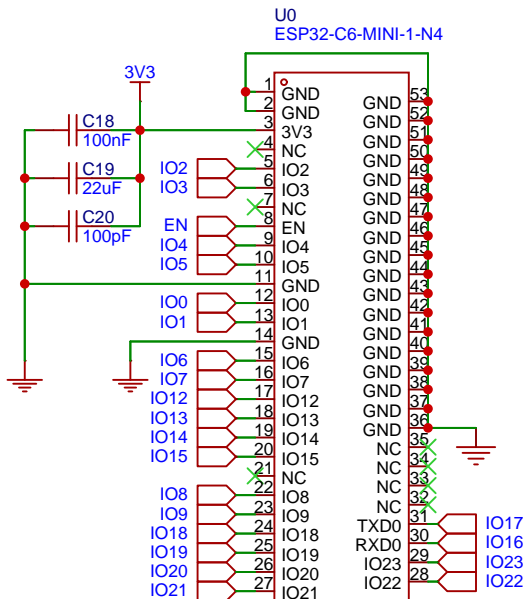 U0
ESP32-C6-MINI-1-N4
3V3
C18
100nF
C19
22uF
C20
100pF
1 GND
2 GND
3 3V3
4 NC
IO2 5 IO2
IO3 6 IO3
7 NC
EN 8 EN
IO4 9 IO4
IO5 10 IO5
11 GND
IO0 12 IO0
IO1 13 IO1
14 GND
IO6 15 IO6
IO7 16 IO7
IO12 17 IO12
IO13 18 IO13
IO14 19 IO14
IO15 20 IO15
21 NC
IO8 22 IO8
IO9 23 IO9
IO18 24 IO18
IO19 25 IO19
IO20 26 IO20
IO21 27 IO21
GND 53
GND 52
GND 51
GND 50
GND 49
GND 48
GND 47
GND 46
GND 45
GND 44
GND 43
GND 42
GND 41
GND 40
GND 39
GND 38
GND 37
GND 36
NC 35
NC 34
NC 33
NC 32
TXD0 31 IO17
RXD0 30 IO16
IO23 29 IO23
IO22 28 IO22